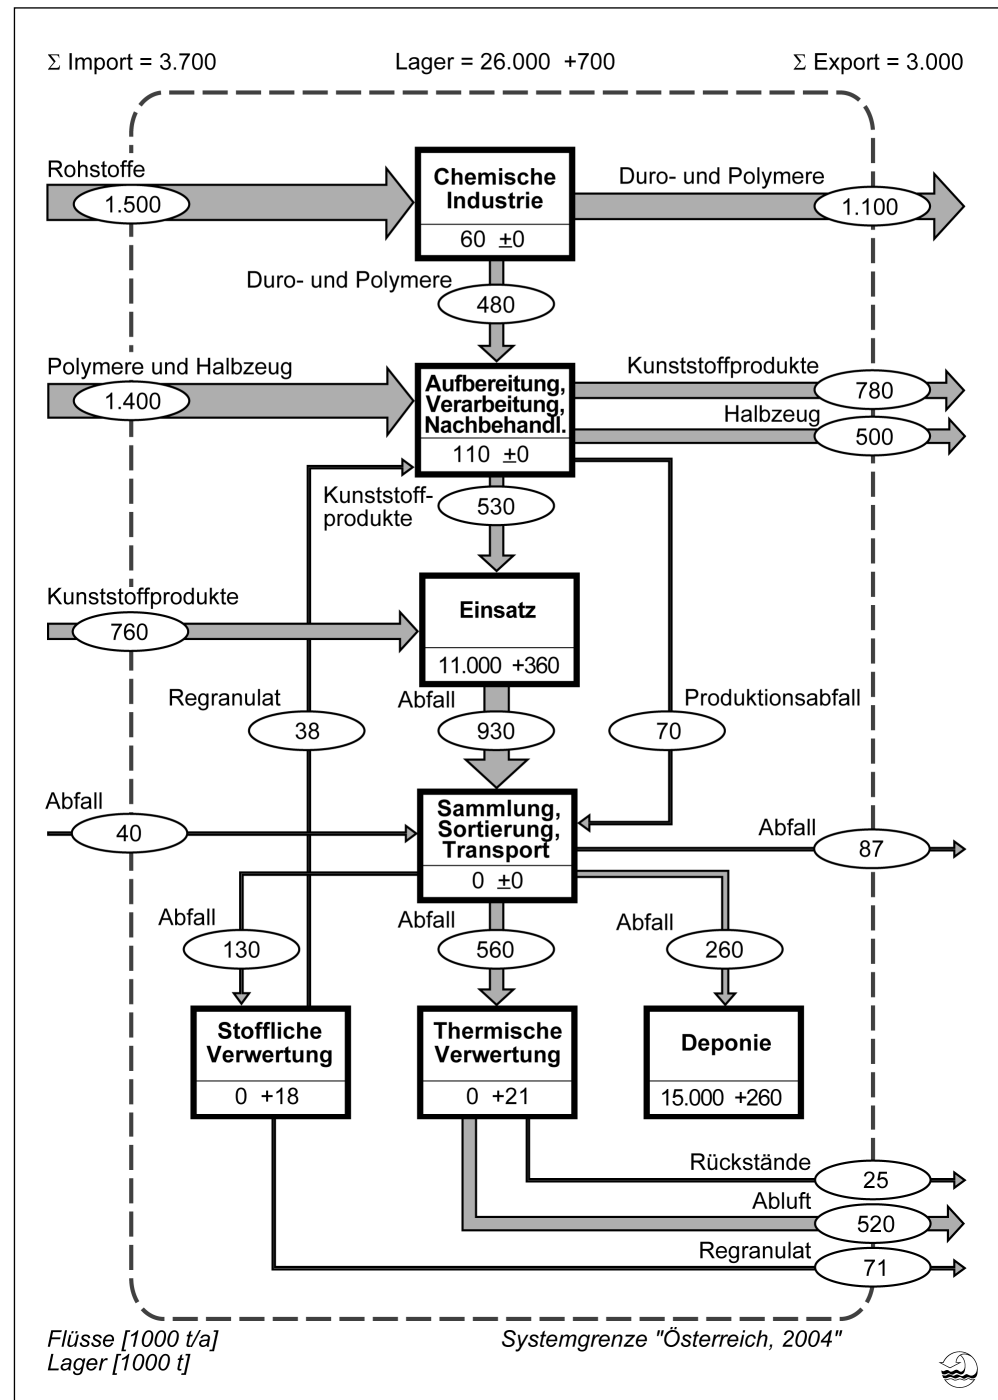 Σ Import = 3.700
Lager = 26.000 +700
Σ Export = 3.000
Rohstoffe
1.500
Chemische
Industrie
60 ±0
Duro- und Polymere
1.100
Duro- und Polymere
480
Polymere und Halbzeug
1.400
Aufbereitung,
Verarbeitung,
Nachbehandl.
110 ±0
Kunststoffprodukte
780
Halbzeug
500
Kunststoff-
produkte
530
Kunststoffprodukte
760
Einsatz
11.000 +360
Regranulat
38
Abfall
930
Produktionsabfall
70
Abfall
40
Sammlung,
Sortierung,
Transport
0 ±0
Abfall
87
Abfall
130
Abfall
560
Abfall
260
Stoffliche
Verwertung
0 +18
Thermische
Verwertung
0 +21
Deponie
15.000 +260
Rückstände
25
Abluft
520
Regranulat
71
Flüsse [1000 t/a]
Lager [1000 t]
Systemgrenze "Österreich, 2004"